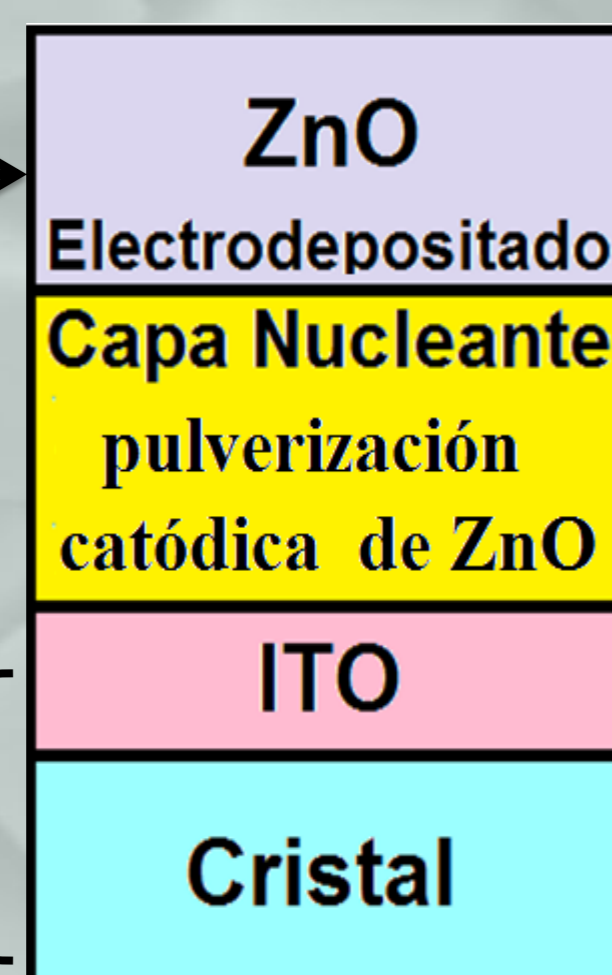 ZnO
Electrodepositado
Capa Nucleante
pulverización
catódica de ZnO
ITO
Cristal